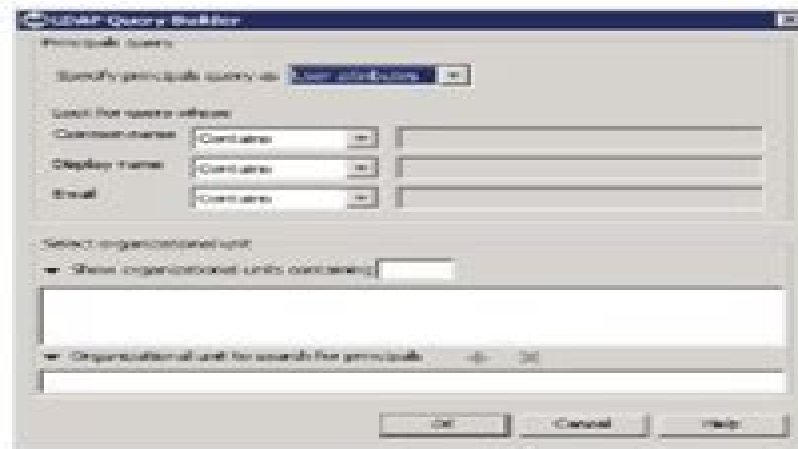 LDAP Query Builder
Principals query
Specify principals query as User attributes
Look for users whose
Common name Contains
Display name Contains
Email Contains
Select organizational unit
Show organizational units containing
Organizational unit to search for principals
OK Cancel Help